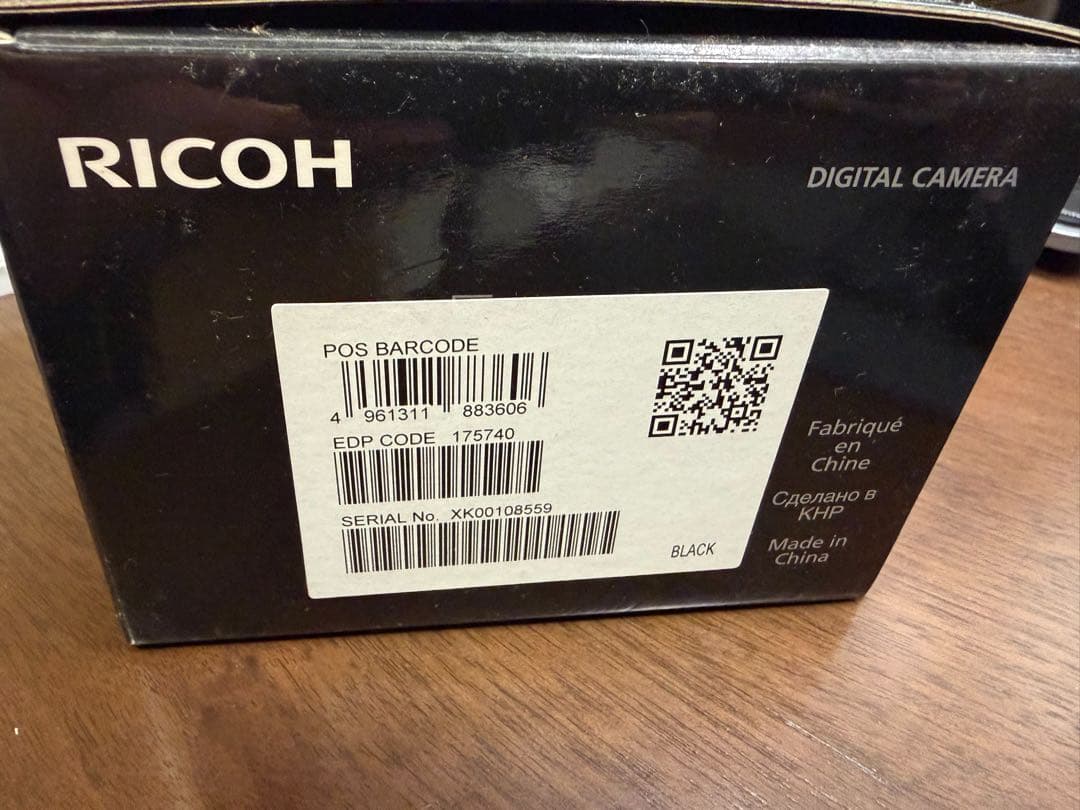 RICOH
DIGITAL CAMERA
POS BARCODE
4 961311 883606
EDP CODE 175740
SERIAL No. XK00108559
BLACK
Fabriqué
en
Chine
Сделано в
КНР
Made in
China